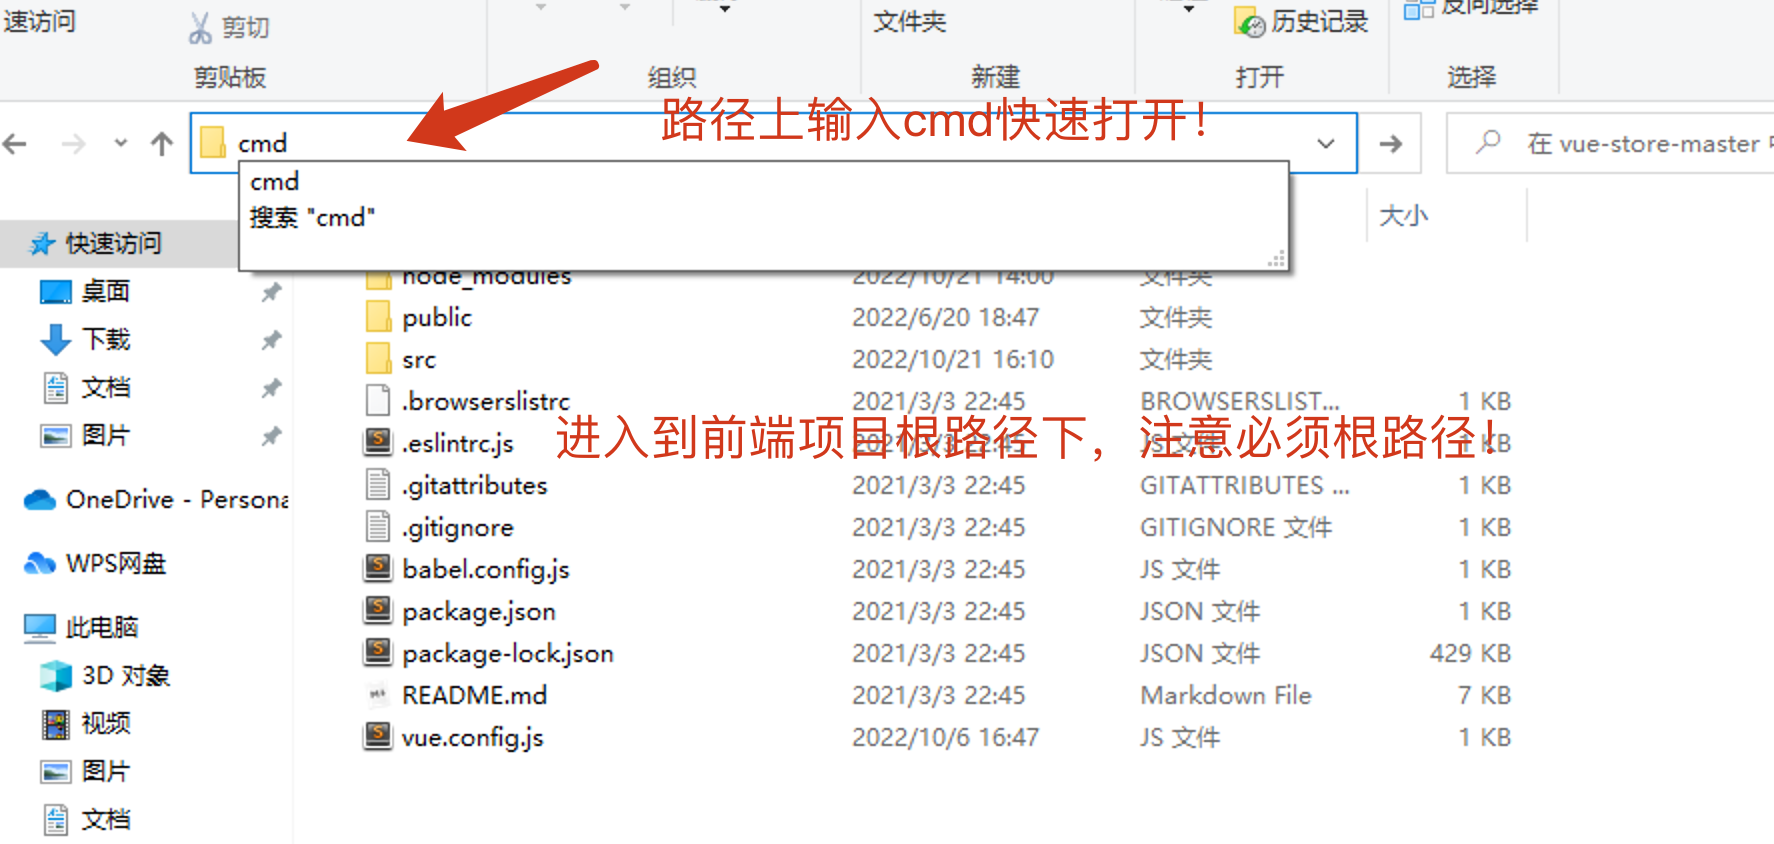 速访问
剪切
文件夹
历史记录
反向选择
剪贴板
组织
新建
打开
选择
路径上输入cmd快速打开！
cmd
在 vue-store-master
cmd
搜索 "cmd"
大小
快速访问
桌面
下载
文档
图片
OneDrive - Persona
WPS网盘
此电脑
3D 对象
视频
图片
文档
node_modules 2022/10/21 14:00 文件夹
public 2022/6/20 18:47 文件夹
src 2022/10/21 16:10 文件夹
.browserslistrc 2021/3/3 22:45 BROWSERSLIST... 1 KB
.eslintrc.js 2021/3/3 22:45 JS 文件 1 KB
进入到前端项目根路径下，注意必须根路径！
.gitattributes 2021/3/3 22:45 GITATTRIBUTES ... 1 KB
.gitignore 2021/3/3 22:45 GITIGNORE 文件 1 KB
babel.config.js 2021/3/3 22:45 JS 文件 1 KB
package.json 2021/3/3 22:45 JSON 文件 1 KB
package-lock.json 2021/3/3 22:45 JSON 文件 429 KB
README.md 2021/3/3 22:45 Markdown File 7 KB
vue.config.js 2022/10/6 16:47 JS 文件 1 KB